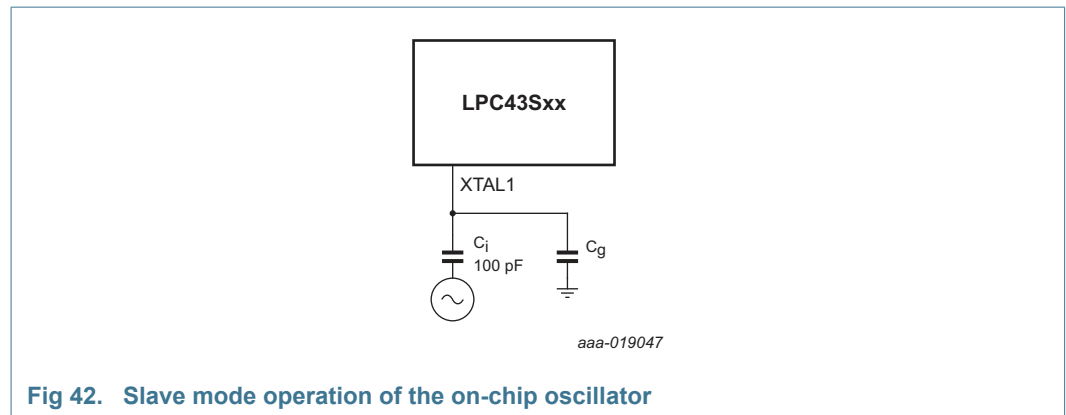 LPC43Sxx
XTAL1
Ci
100 pF
Cg
aaa-019047
Fig 42. Slave mode operation of the on-chip oscillator